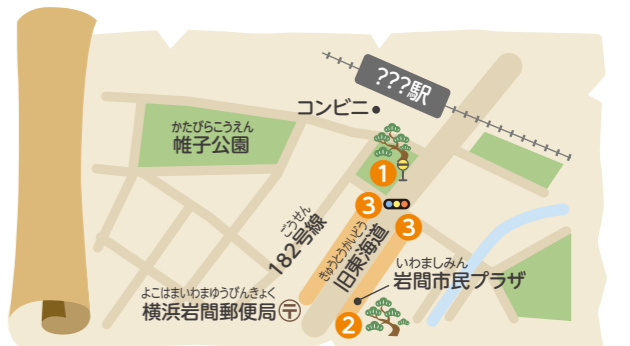 ???駅
コンビニ
かたびらこうえん
帷子公園
1
3
3
ごうせん
182号線
きゅうとうかいどう
旧東海道
いわましみん
岩間市民プラザ
よこはまいわまゆうびんきょく
横浜岩間郵便局〒
2